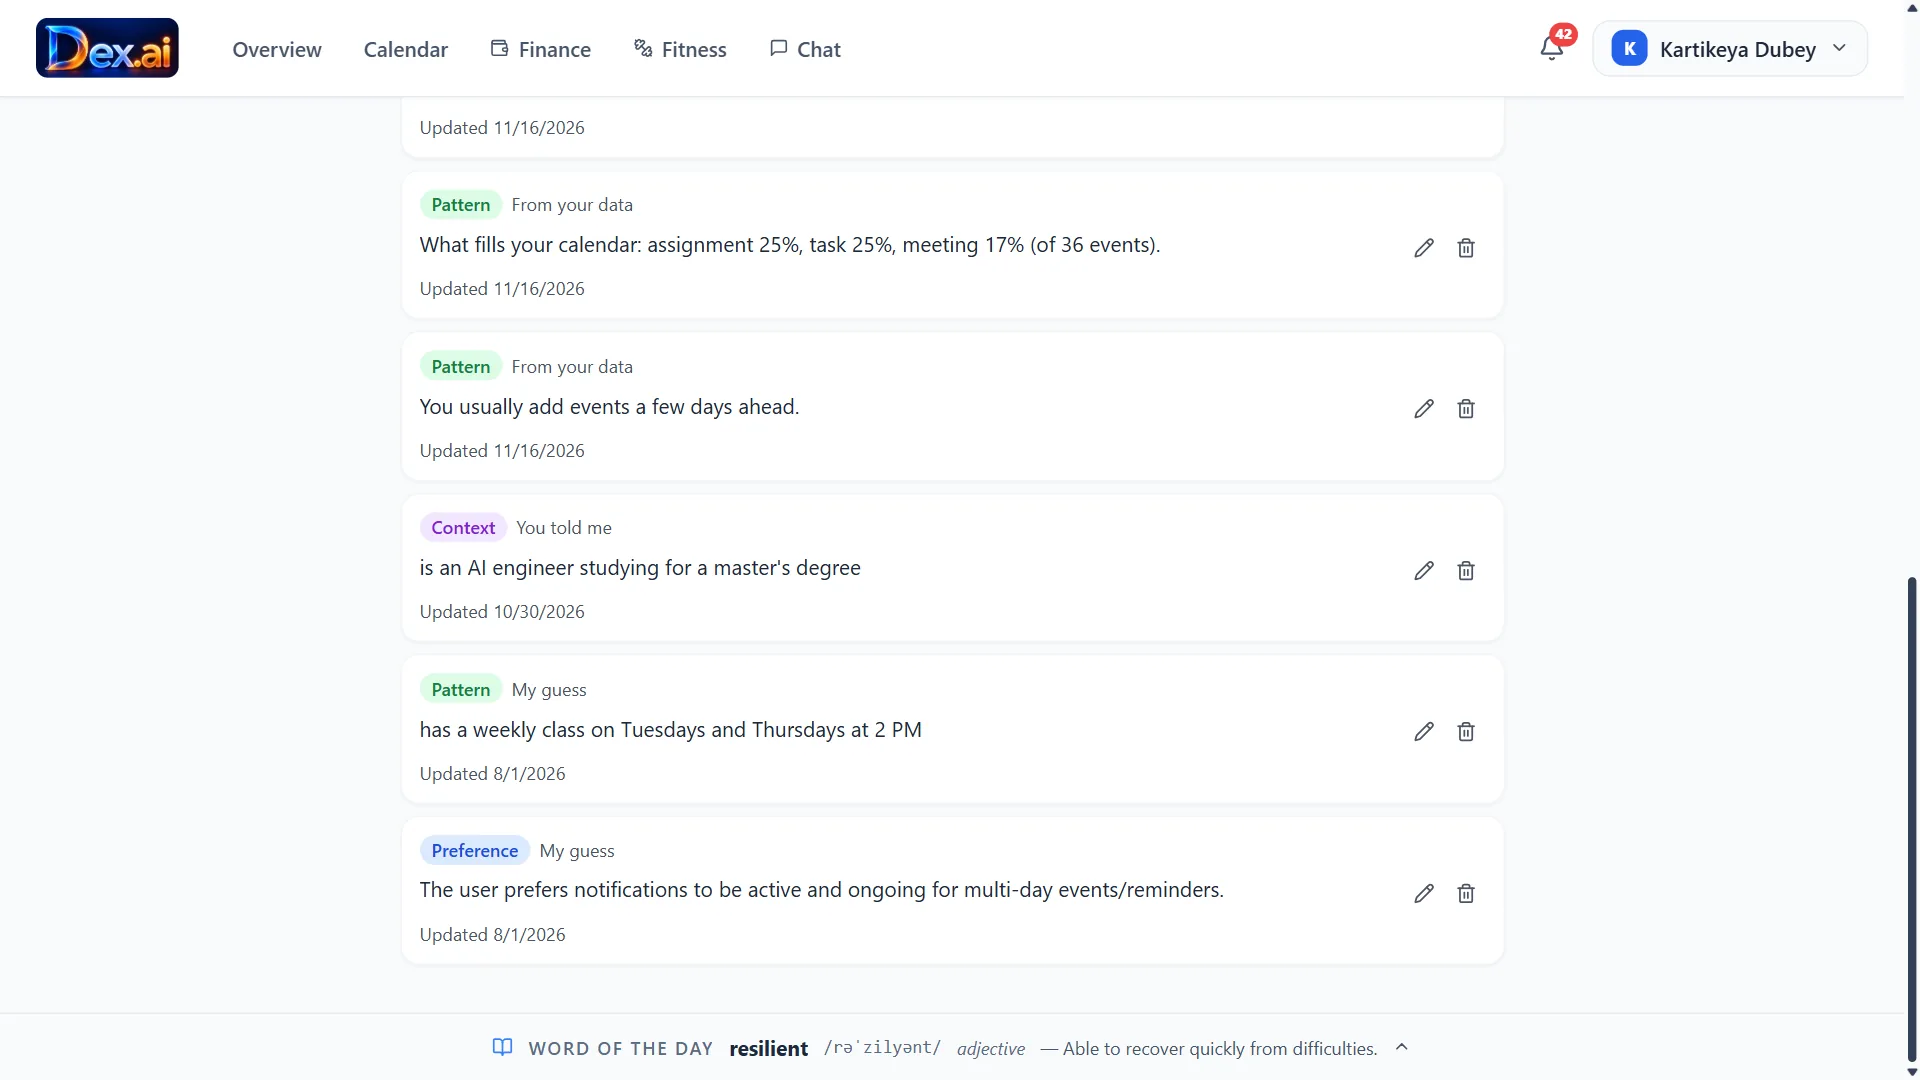 Dex.ai
Overview
Calendar
Finance
Fitness
Chat
42
K
Kartikeya Dubey
Updated 11/16/2026
Pattern From your data
What fills your calendar: assignment 25%, task 25%, meeting 17% (of 36 events).
Updated 11/16/2026
Pattern From your data
You usually add events a few days ahead.
Updated 11/16/2026
Context You told me
is an AI engineer studying for a master's degree
Updated 10/30/2026
Pattern My guess
has a weekly class on Tuesdays and Thursdays at 2 PM
Updated 8/1/2026
Preference My guess
The user prefers notifications to be active and ongoing for multi-day events/reminders.
Updated 8/1/2026
WORD OF THE DAY resilient /rəˈzilyənt/ adjective — Able to recover quickly from difficulties.